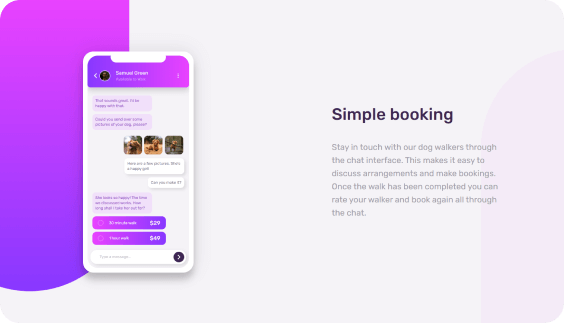 Samuel Green
Available to Walk
That sounds great. I'd be
happy with that.
Could you send over some
pictures of your dog, please?
Here are a few pictures. She's
a happy girl!
Can you make it?
She looks so happy! The time
we discussed works. How
long shall I take her out for?
30 minute walk $29
1 hour walk $49
Type a message...
Simple booking
Stay in touch with our dog walkers through
the chat interface. This makes it easy to
discuss arrangements and make bookings.
Once the walk has been completed you can
rate your walker and book again all through
the chat.